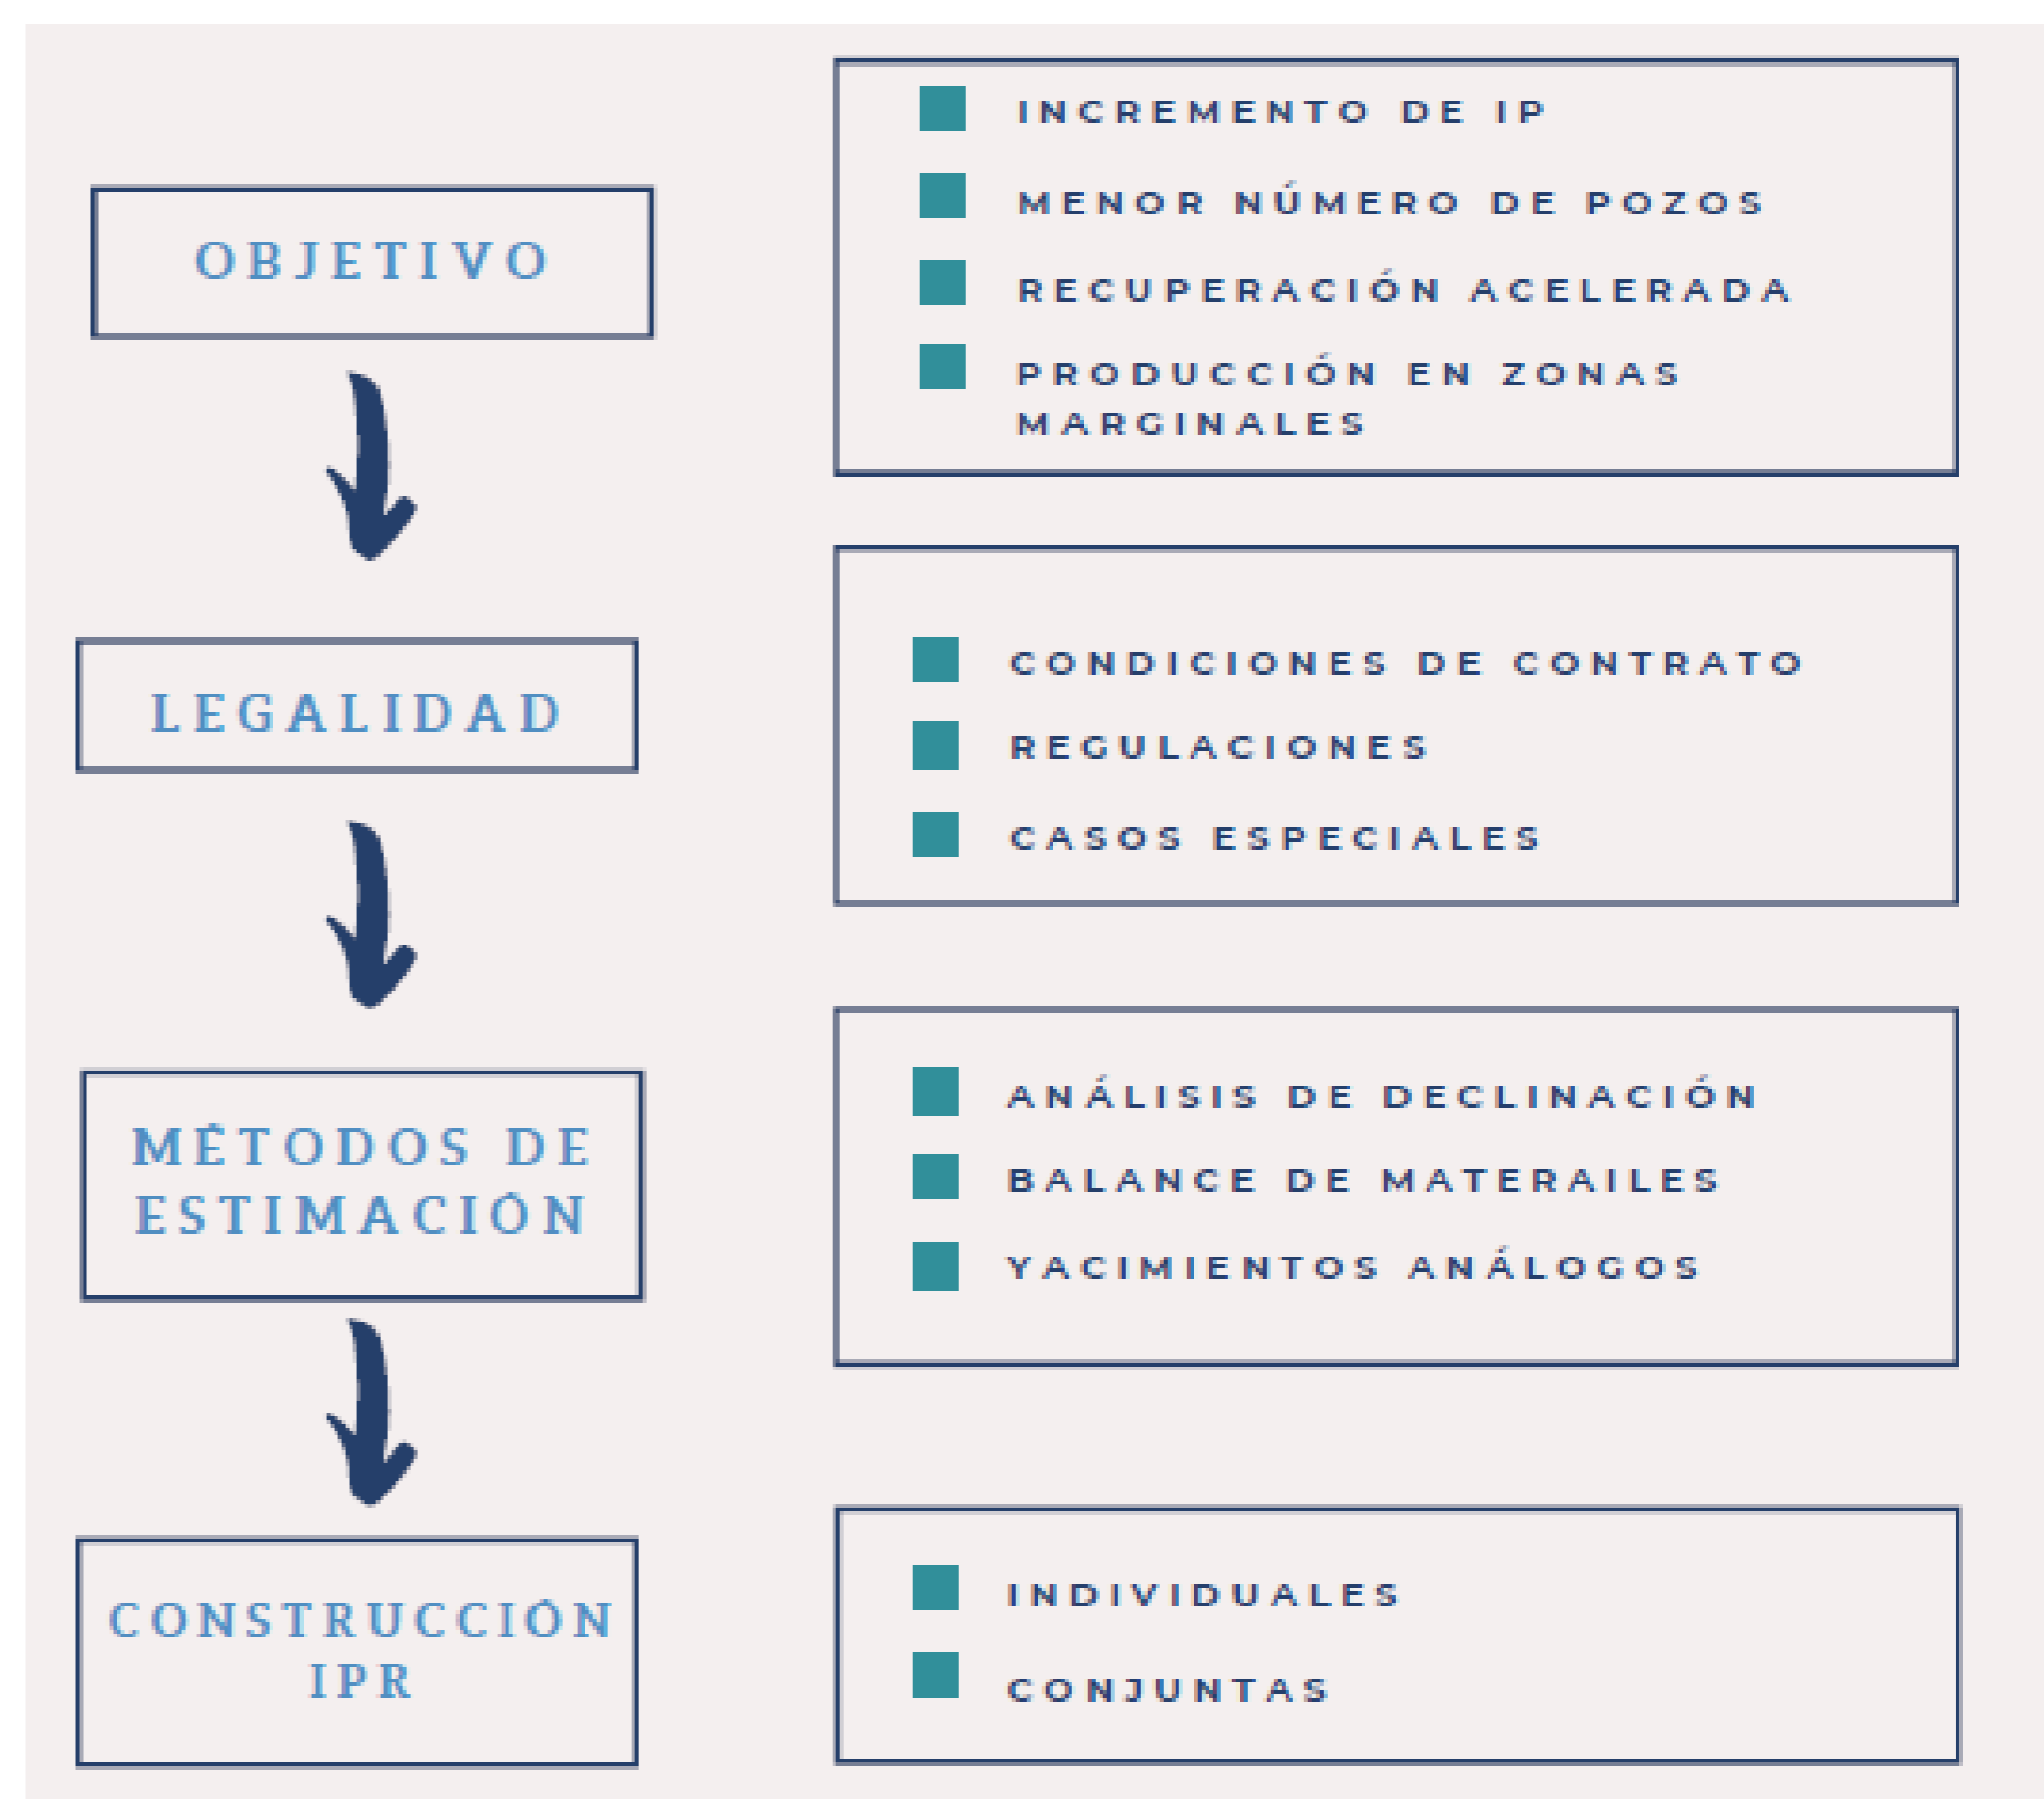 OBJETIVO
INCREMENTO DE IP
MENOR NÚMERO DE POZOS
RECUPERACIÓN ACELERADA
PRODUCCIÓN EN ZONAS
MARGINALES
LEGALIDAD
CONDICIONES DE CONTRATO
REGULACIONES
CASOS ESPECIALES
MÉTODOS DE
ESTIMACIÓN
ANÁLISIS DE DECLINACIÓN
BALANCE DE MATERAILES
YACIMIENTOS ANÁLOGOS
CONSTRUCCIÓN
IPR
INDIVIDUALES
CONJUNTAS